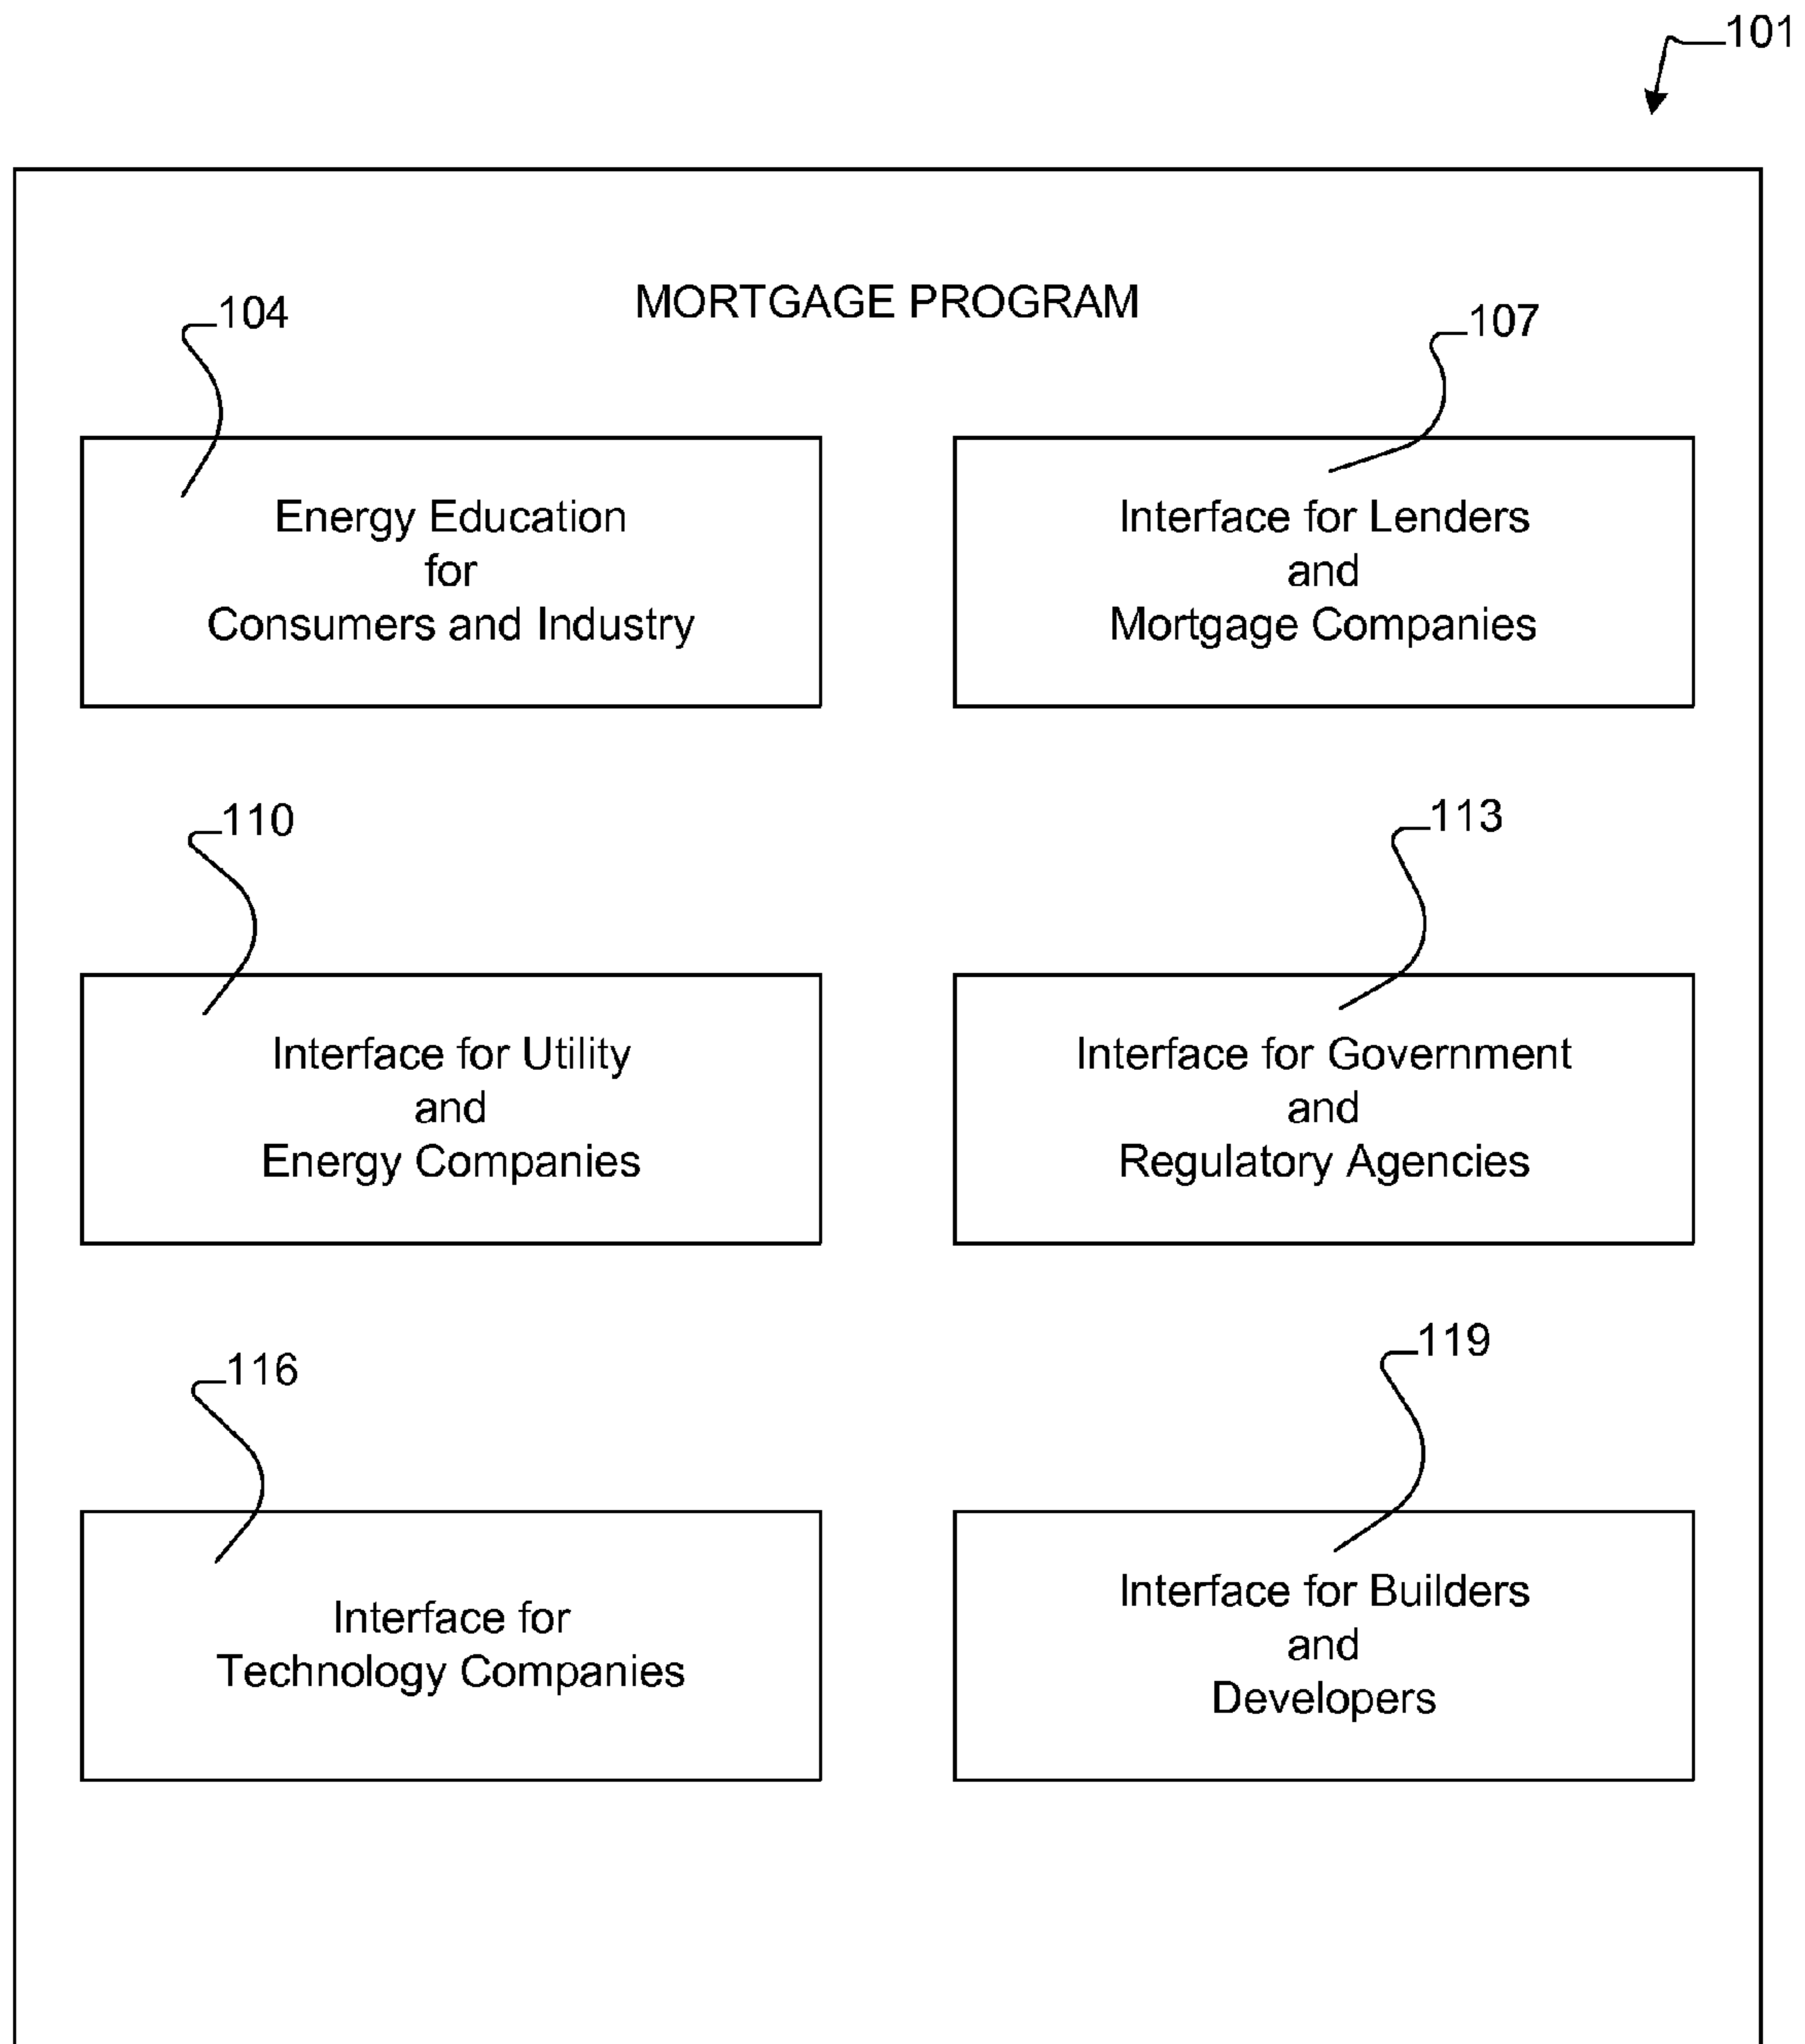 101
MORTGAGE PROGRAM
104
107
Energy Education
for
Consumers and Industry
Interface for Lenders
and
Mortgage Companies
110
113
Interface for Utility
and
Energy Companies
Interface for Government
and
Regulatory Agencies
116
119
Interface for
Technology Companies
Interface for Builders
and
Developers